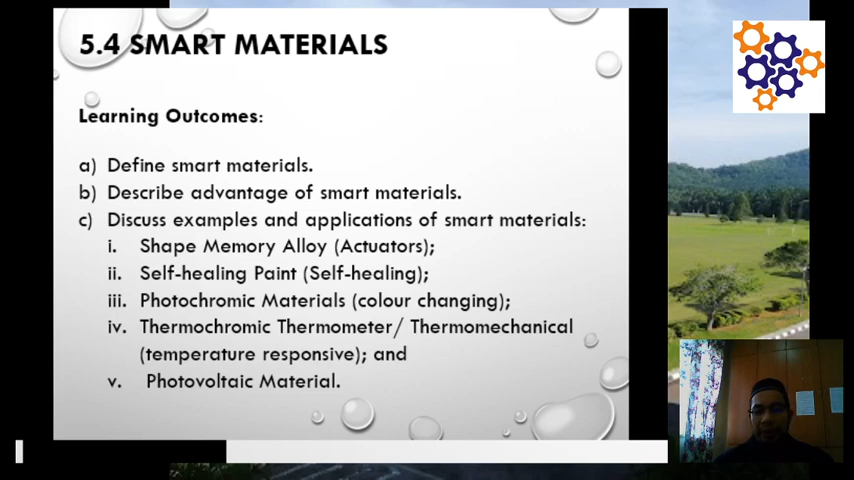 5.4 SMART MATERIALS
Learning Outcomes:
a) Define smart materials.
b) Describe advantage of smart materials.
c) Discuss examples and applications of smart materials:
i. Shape Memory Alloy (Actuators);
ii. Self-healing Paint (Self-healing);
iii. Photochromic Materials (colour changing);
iv. Thermochromic Thermometer/ Thermomechanical
(temperature responsive); and
v. Photovoltaic Material.